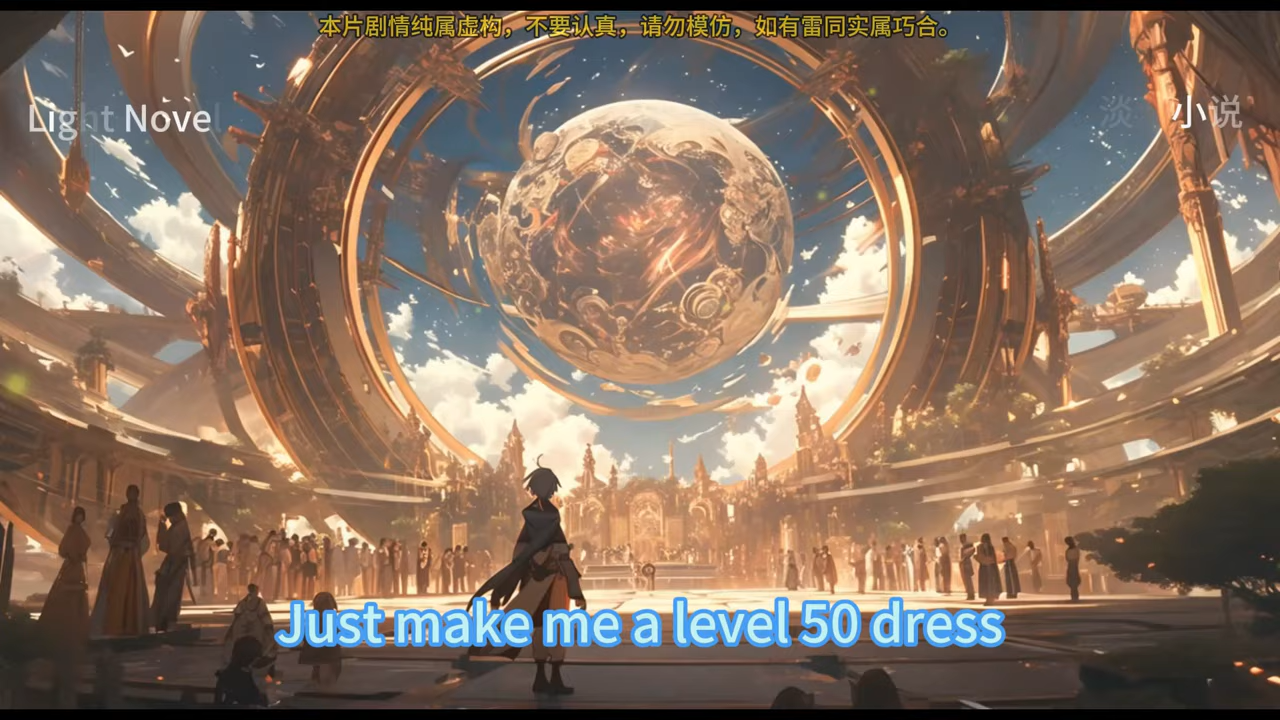 本片剧情纯属虚构，不要认真，请勿模仿，如有雷同实属巧合。
Light Novel
淡 小说
Just make me a level 50 dress